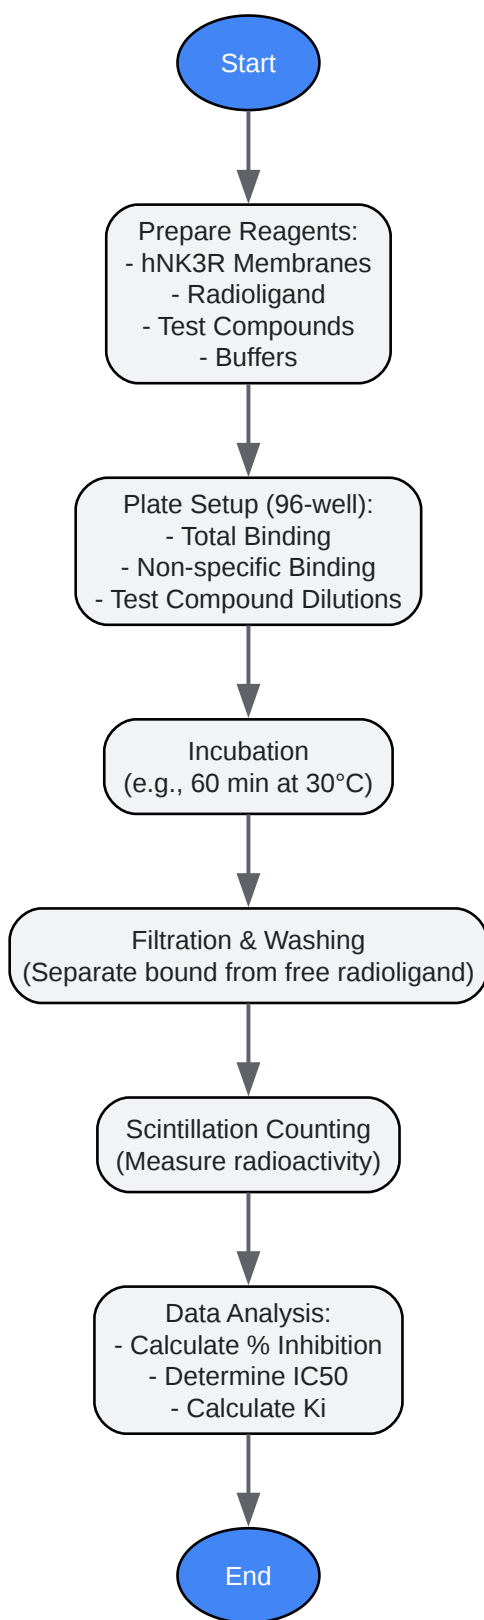 Start
Prepare Reagents:
- hNK3R Membranes
- Radioligand
- Test Compounds
- Buffers
Plate Setup (96-well):
- Total Binding
- Non-specific Binding
- Test Compound Dilutions
Incubation
(e.g., 60 min at 30°C)
Filtration & Washing
(Separate bound from free radioligand)
Scintillation Counting
(Measure radioactivity)
Data Analysis:
- Calculate % Inhibition
- Determine IC50
- Calculate Ki
End